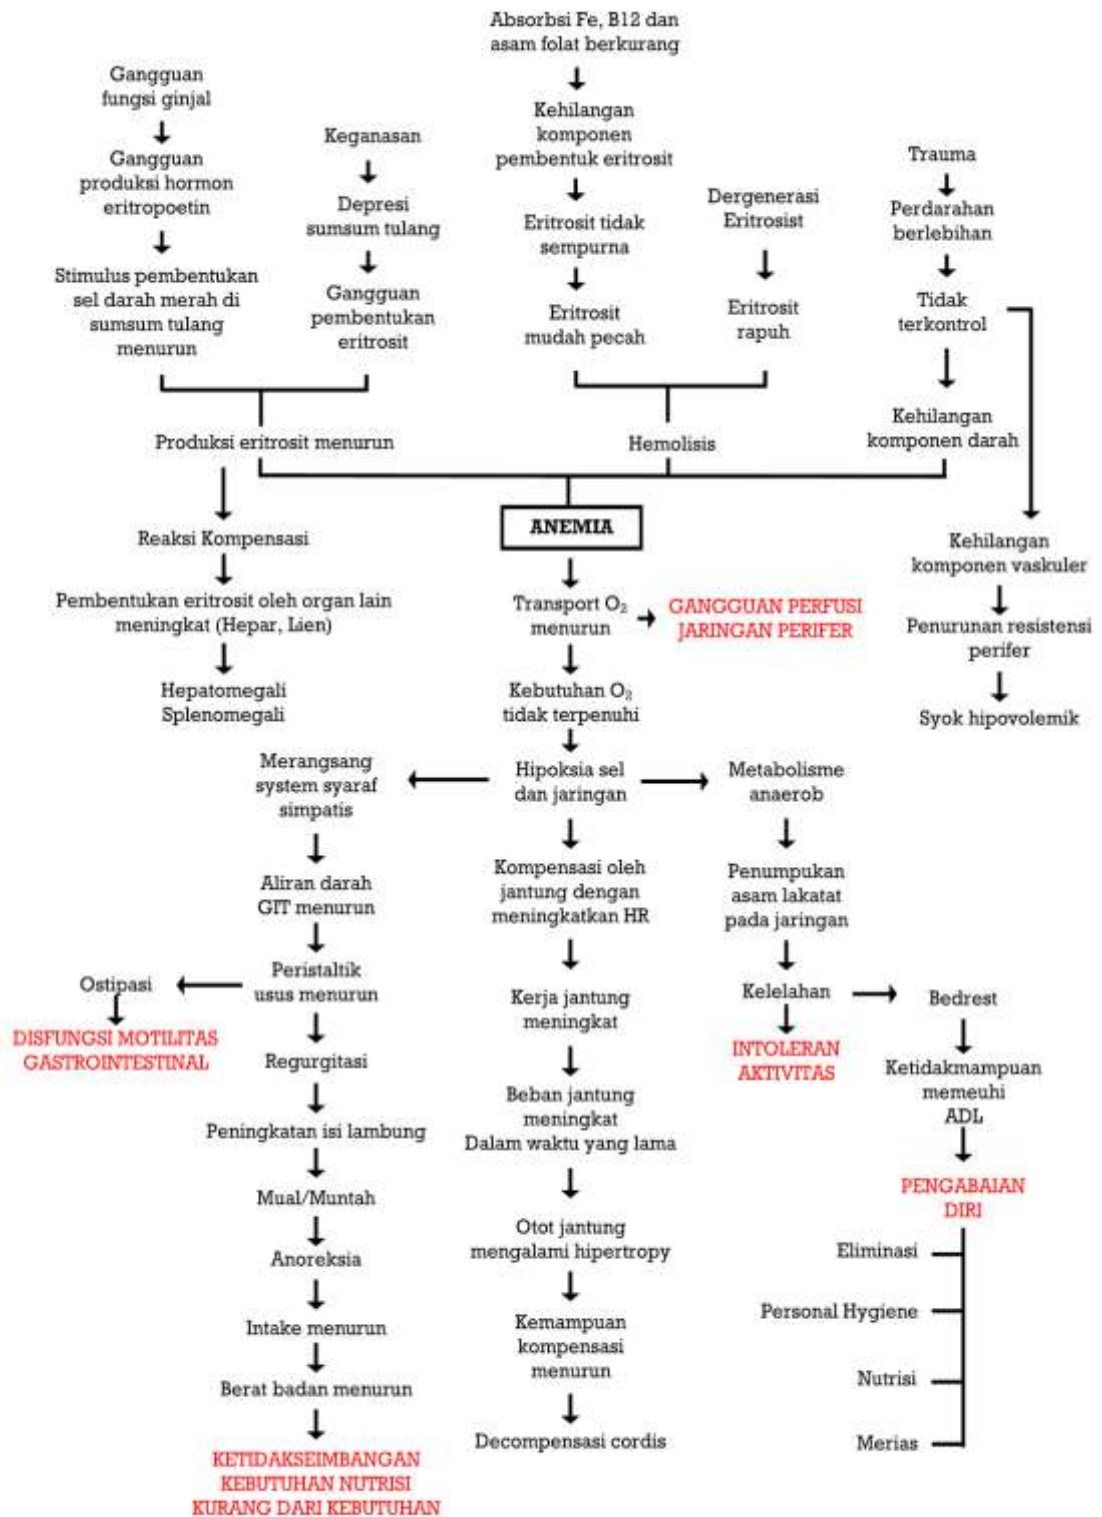 Absorbsi Fe, B12 dan
asam folat berkurang
Gangguan
fungsi ginjal
Kehilangan
komponen
pembentuk eritrosit
Keganasan
Trauma
Gangguan
produksi hormon
eritropoetin
Depresi
sumsum tulang
Eritrosit tidak
sempurna
Dergenerasi
Eritrosist
Perdarahan
berlebihan
Stimulus pembentukan
sel darah merah di
sumsum tulang
menurun
Gangguan
pembentukan
eritrosit
Eritrosit
mudah pecah
Eritrosit
rapuh
Tidak
terkontrol
Produksi eritrosit menurun
Hemolisis
Kehilangan
komponen darah
ANEMIA
Reaksi Kompensasi
Kehilangan
komponen vaskuler
Pembentukan eritrosit oleh organ lain
meningkat (Hepar, Lien)
Transport O₂
menurun
GANGGUAN PERFUSI
JARINGAN PERIFER
Penurunan resistensi
perifer
Hepatomegali
Splenomegali
Kebutuhan O₂
tidak terpenuhi
Syok hipovolemik
Merangsang
system syaraf
simpatis
Hipoksia sel
dan jaringan
Metabolisme
anaerob
Aliran darah
GIT menurun
Kompensasi oleh
jantung dengan
meningkatkan HR
Penumpukan
asam lakatat
pada jaringan
Ostipasi
Peristaltik
usus menurun
Kerja jantung
meningkat
Kelelahan
Bedrest
DISFUNGSI MOTILITAS
GASTROINTESTINAL
Regurgitasi
INTOLERAN
AKTIVITAS
Ketidakmampuan
memeuhi
ADL
Peningkatan isi lambung
Beban jantung
meningkat
Dalam waktu yang lama
Mual/Muntah
PENGABAIAN
DIRI
Anoreksia
Otot jantung
mengalami hipertropy
Eliminasi
Intake menurun
Kemampuan
kompensasi
menurun
Personal Hygiene
Berat badan menurun
Nutrisi
Decompensasi cordis
Merias
KETIDAKSEIMBANGAN
KEBUTUHAN NUTRISI
KURANG DARI KEBUTUHAN